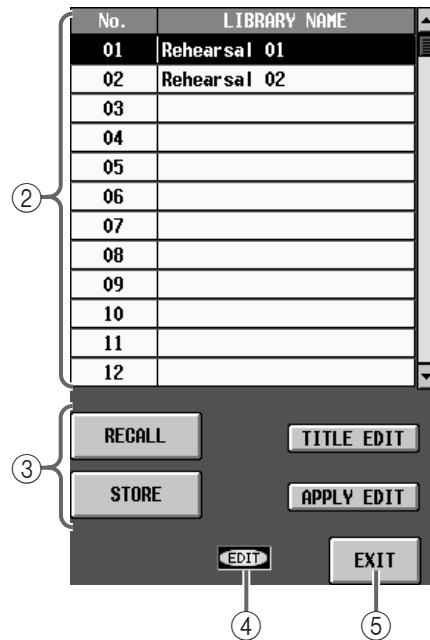 No. LIBRARY NAME
01 Rehearsal 01
02 Rehearsal 02
03
04
05
06
07
08
09
10
11
12
②
③
RECALL TITLE EDIT
STORE APPLY EDIT
EDIT EXIT
④ ⑤